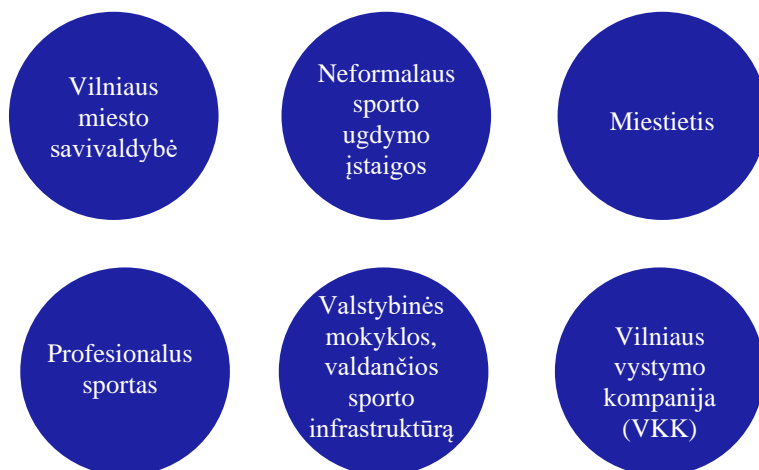 Vilniaus
miesto
savivaldybė
Neformalaus
sporto
ugdymo
įstaigos
Miestietis
Profesionalus
sportas
Valstybinės
mokyklos,
valdančios
sporto
infrastruktūrą
Vilniaus
vystymo
kompanija
(VKK)